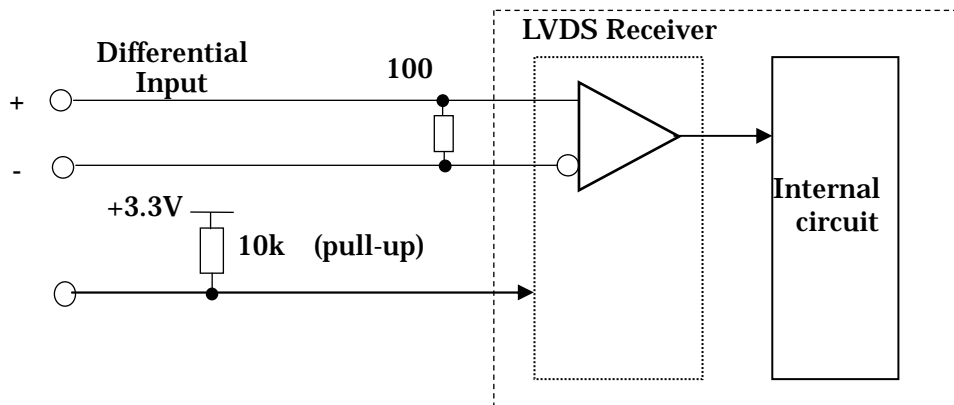 LVDS Receiver
Differential
Input
100
+
-
+3.3V
10k (pull-up)
Internal
circuit